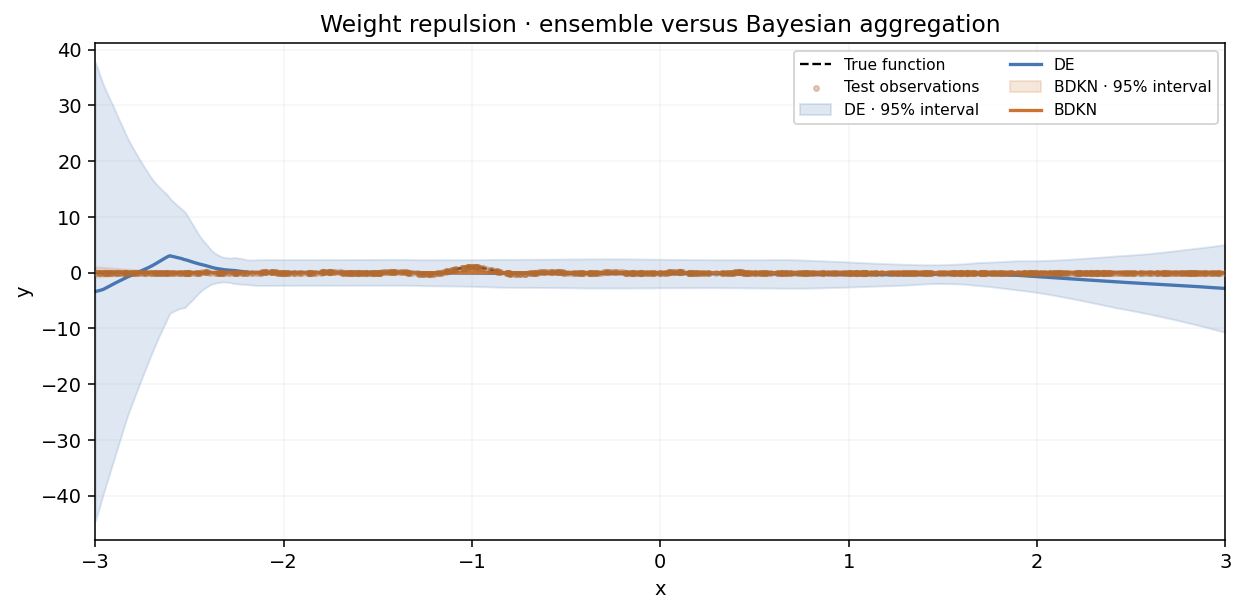 Weight repulsion · ensemble versus Bayesian aggregation
True function
Test observations
DE · 95% interval
DE
BDKN · 95% interval
BDKN
40
30
20
10
0
−10
−20
−30
−40
y
−3
−2
−1
0
1
2
3
x